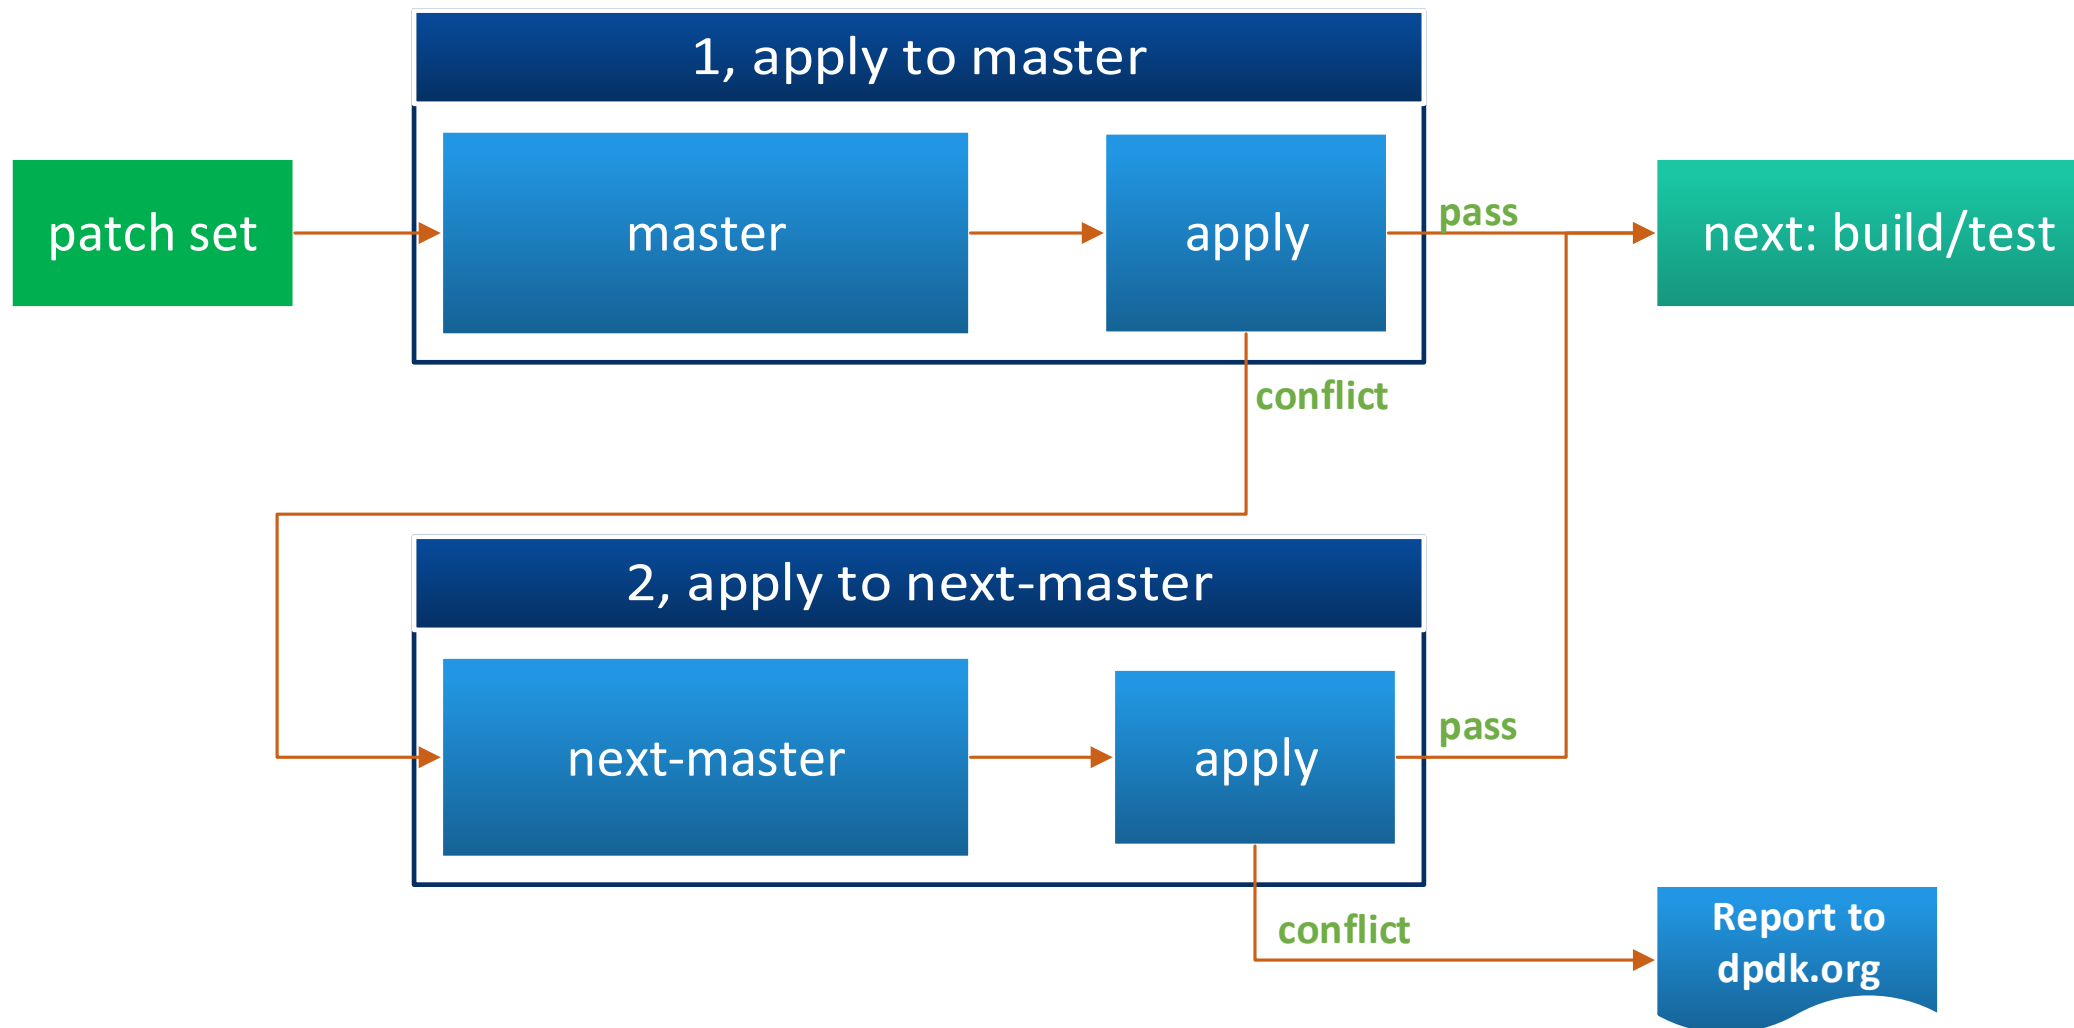 1, apply to master
patch set
master
apply
pass
next: build/test
conflict
2, apply to next-master
next-master
apply
pass
conflict
Report to
dpdk.org